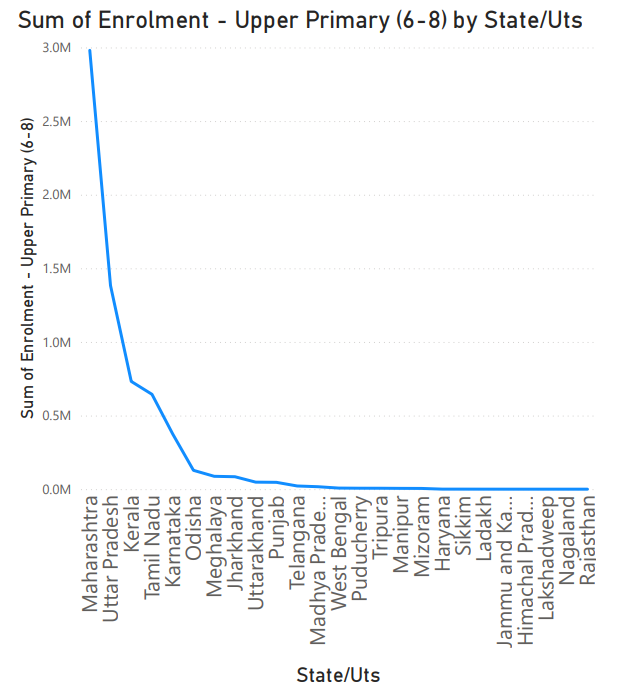 Sum of Enrolment - Upper Primary (6-8) by State/Uts
Sum of Enrolment - Upper Primary (6-8)
3.0M
2.5M
2.0M
1.5M
1.0M
0.5M
0.0M
Maharashtra
Uttar Pradesh
Kerala
Tamil Nadu
Karnataka
Odisha
Meghalaya
Jharkhand
Uttarakhand
Punjab
Telangana
Madhya Prade...
West Bengal
Puducherry
Tripura
Manipur
Mizoram
Haryana
Sikkim
Ladakh
Jammu and Ka...
Himachal Prad...
Lakshadweep
Nagaland
Rajasthan
State/Uts